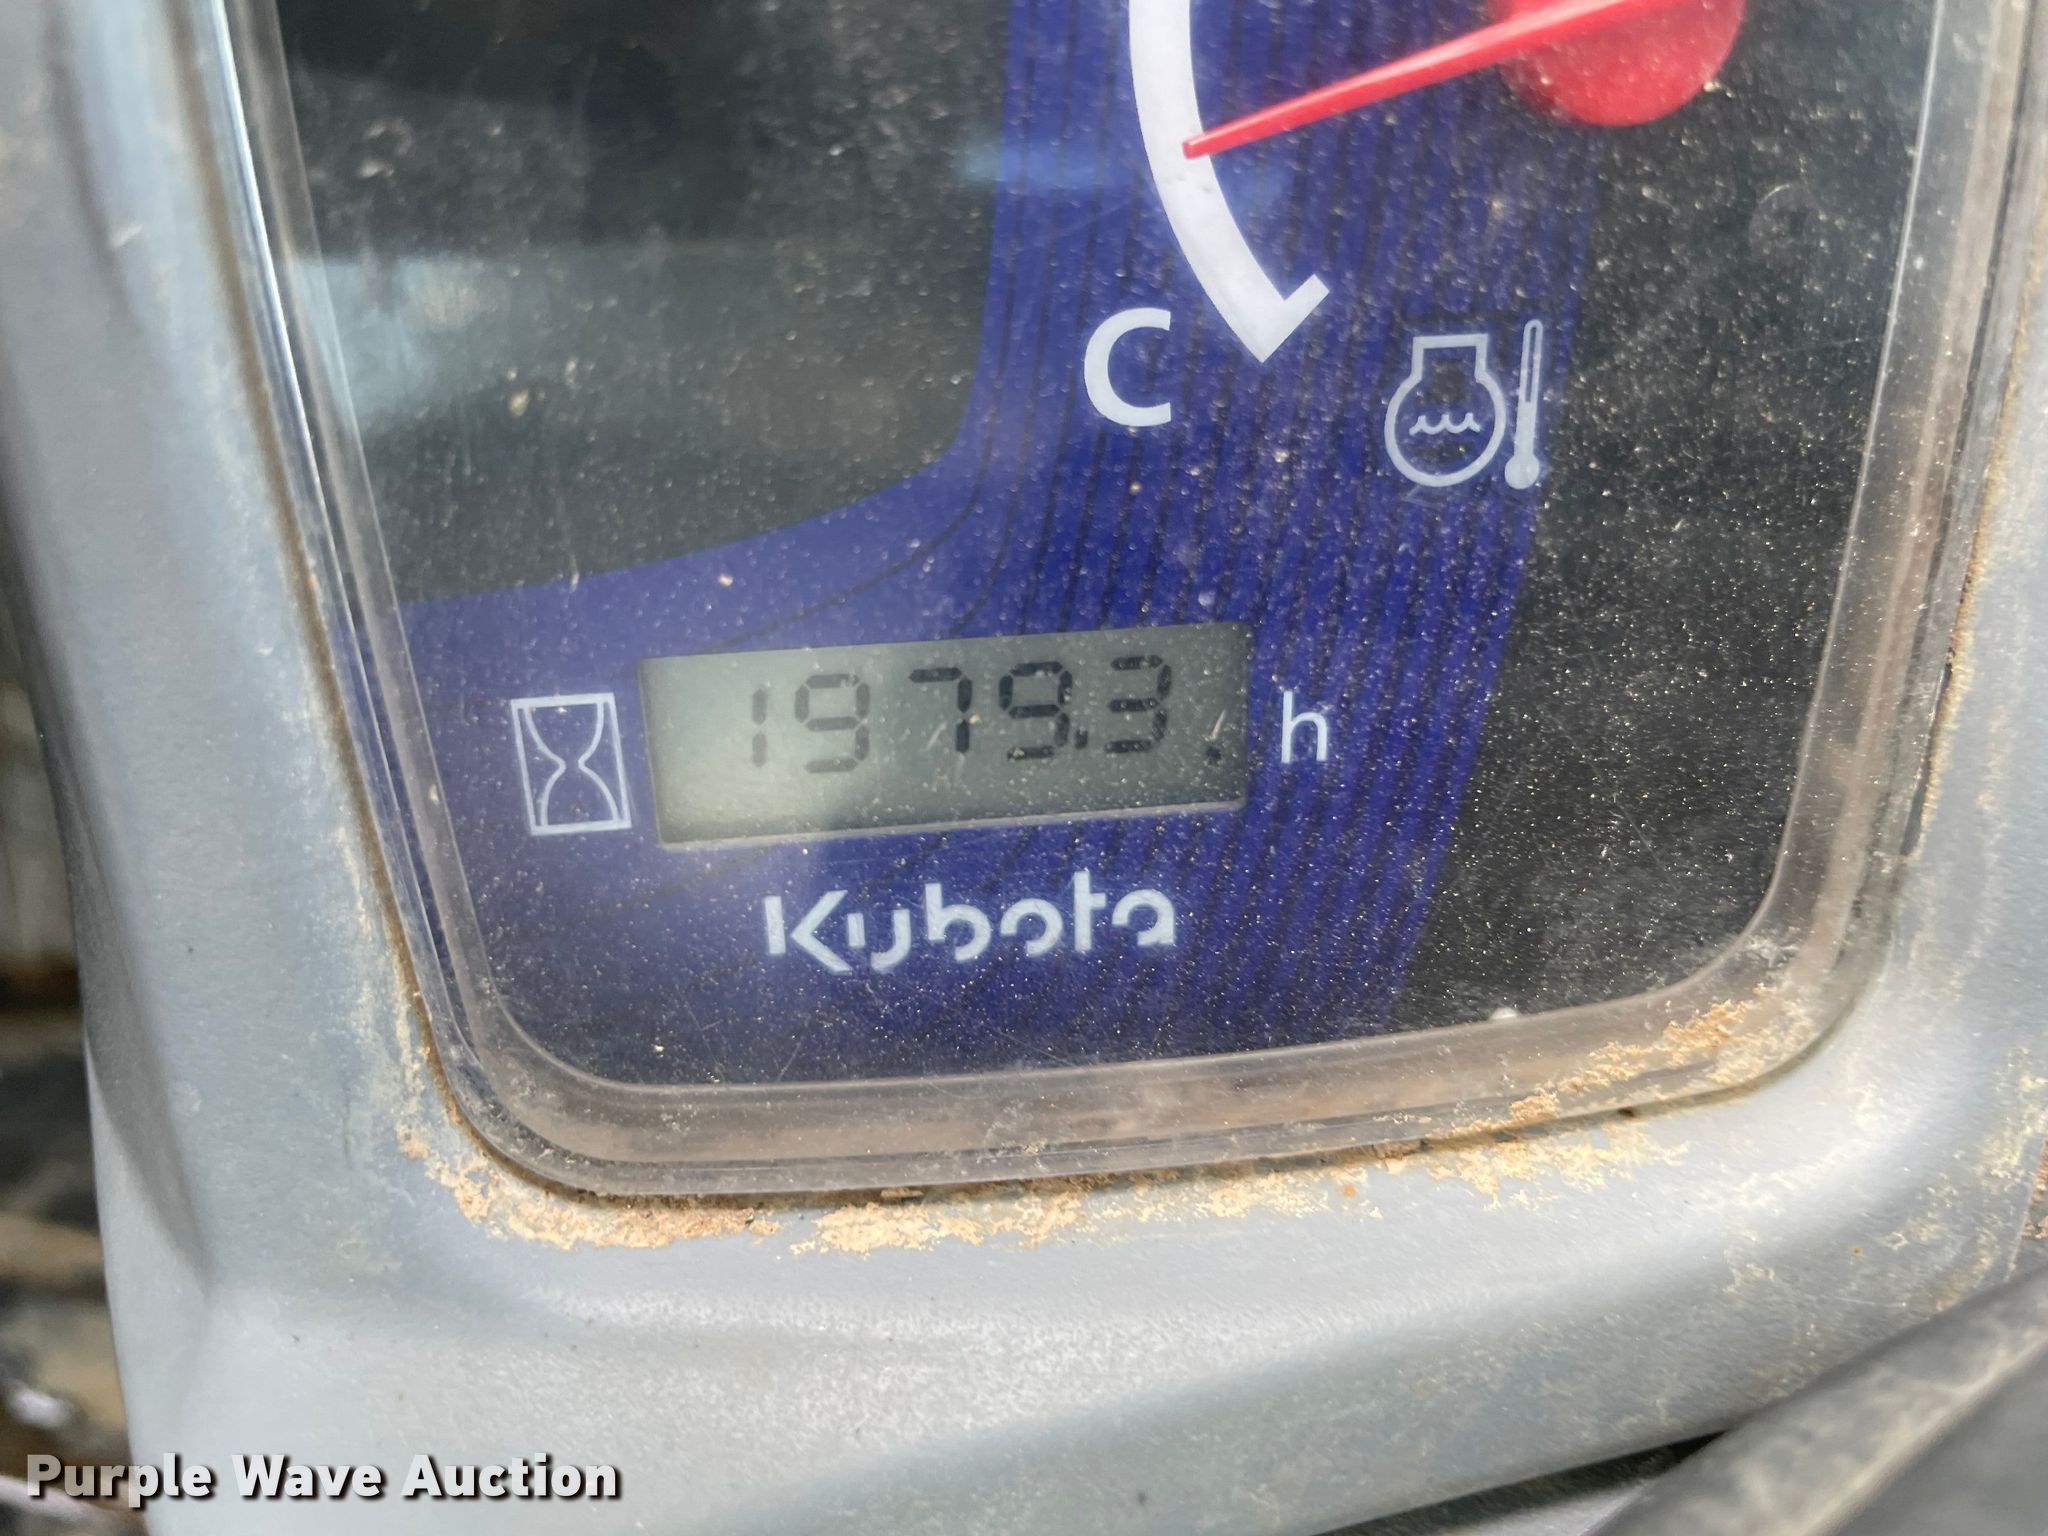 C
1979.3 h
Kubota
Purple Wave Auction